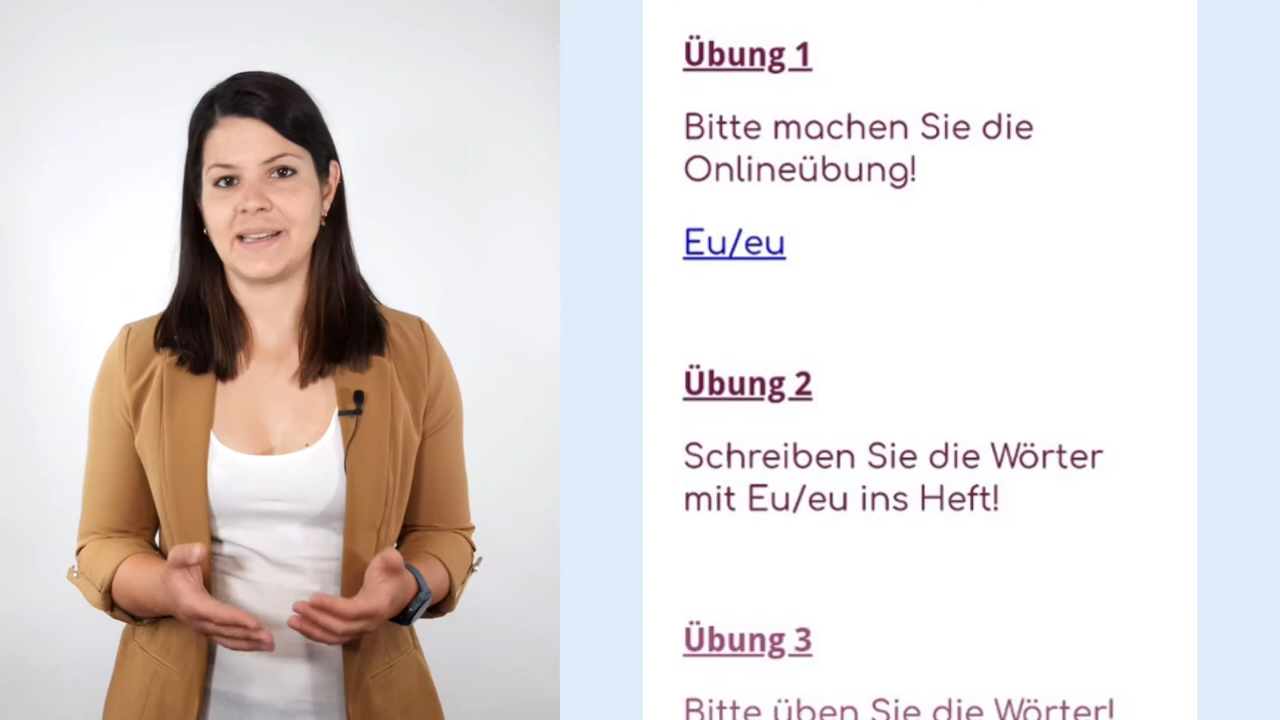 Übung 1
Bitte machen Sie die
Onlineübung!
Eu/eu
Übung 2
Schreiben Sie die Wörter
mit Eu/eu ins Heft!
Übung 3
Bitte üben Sie die Wörter!